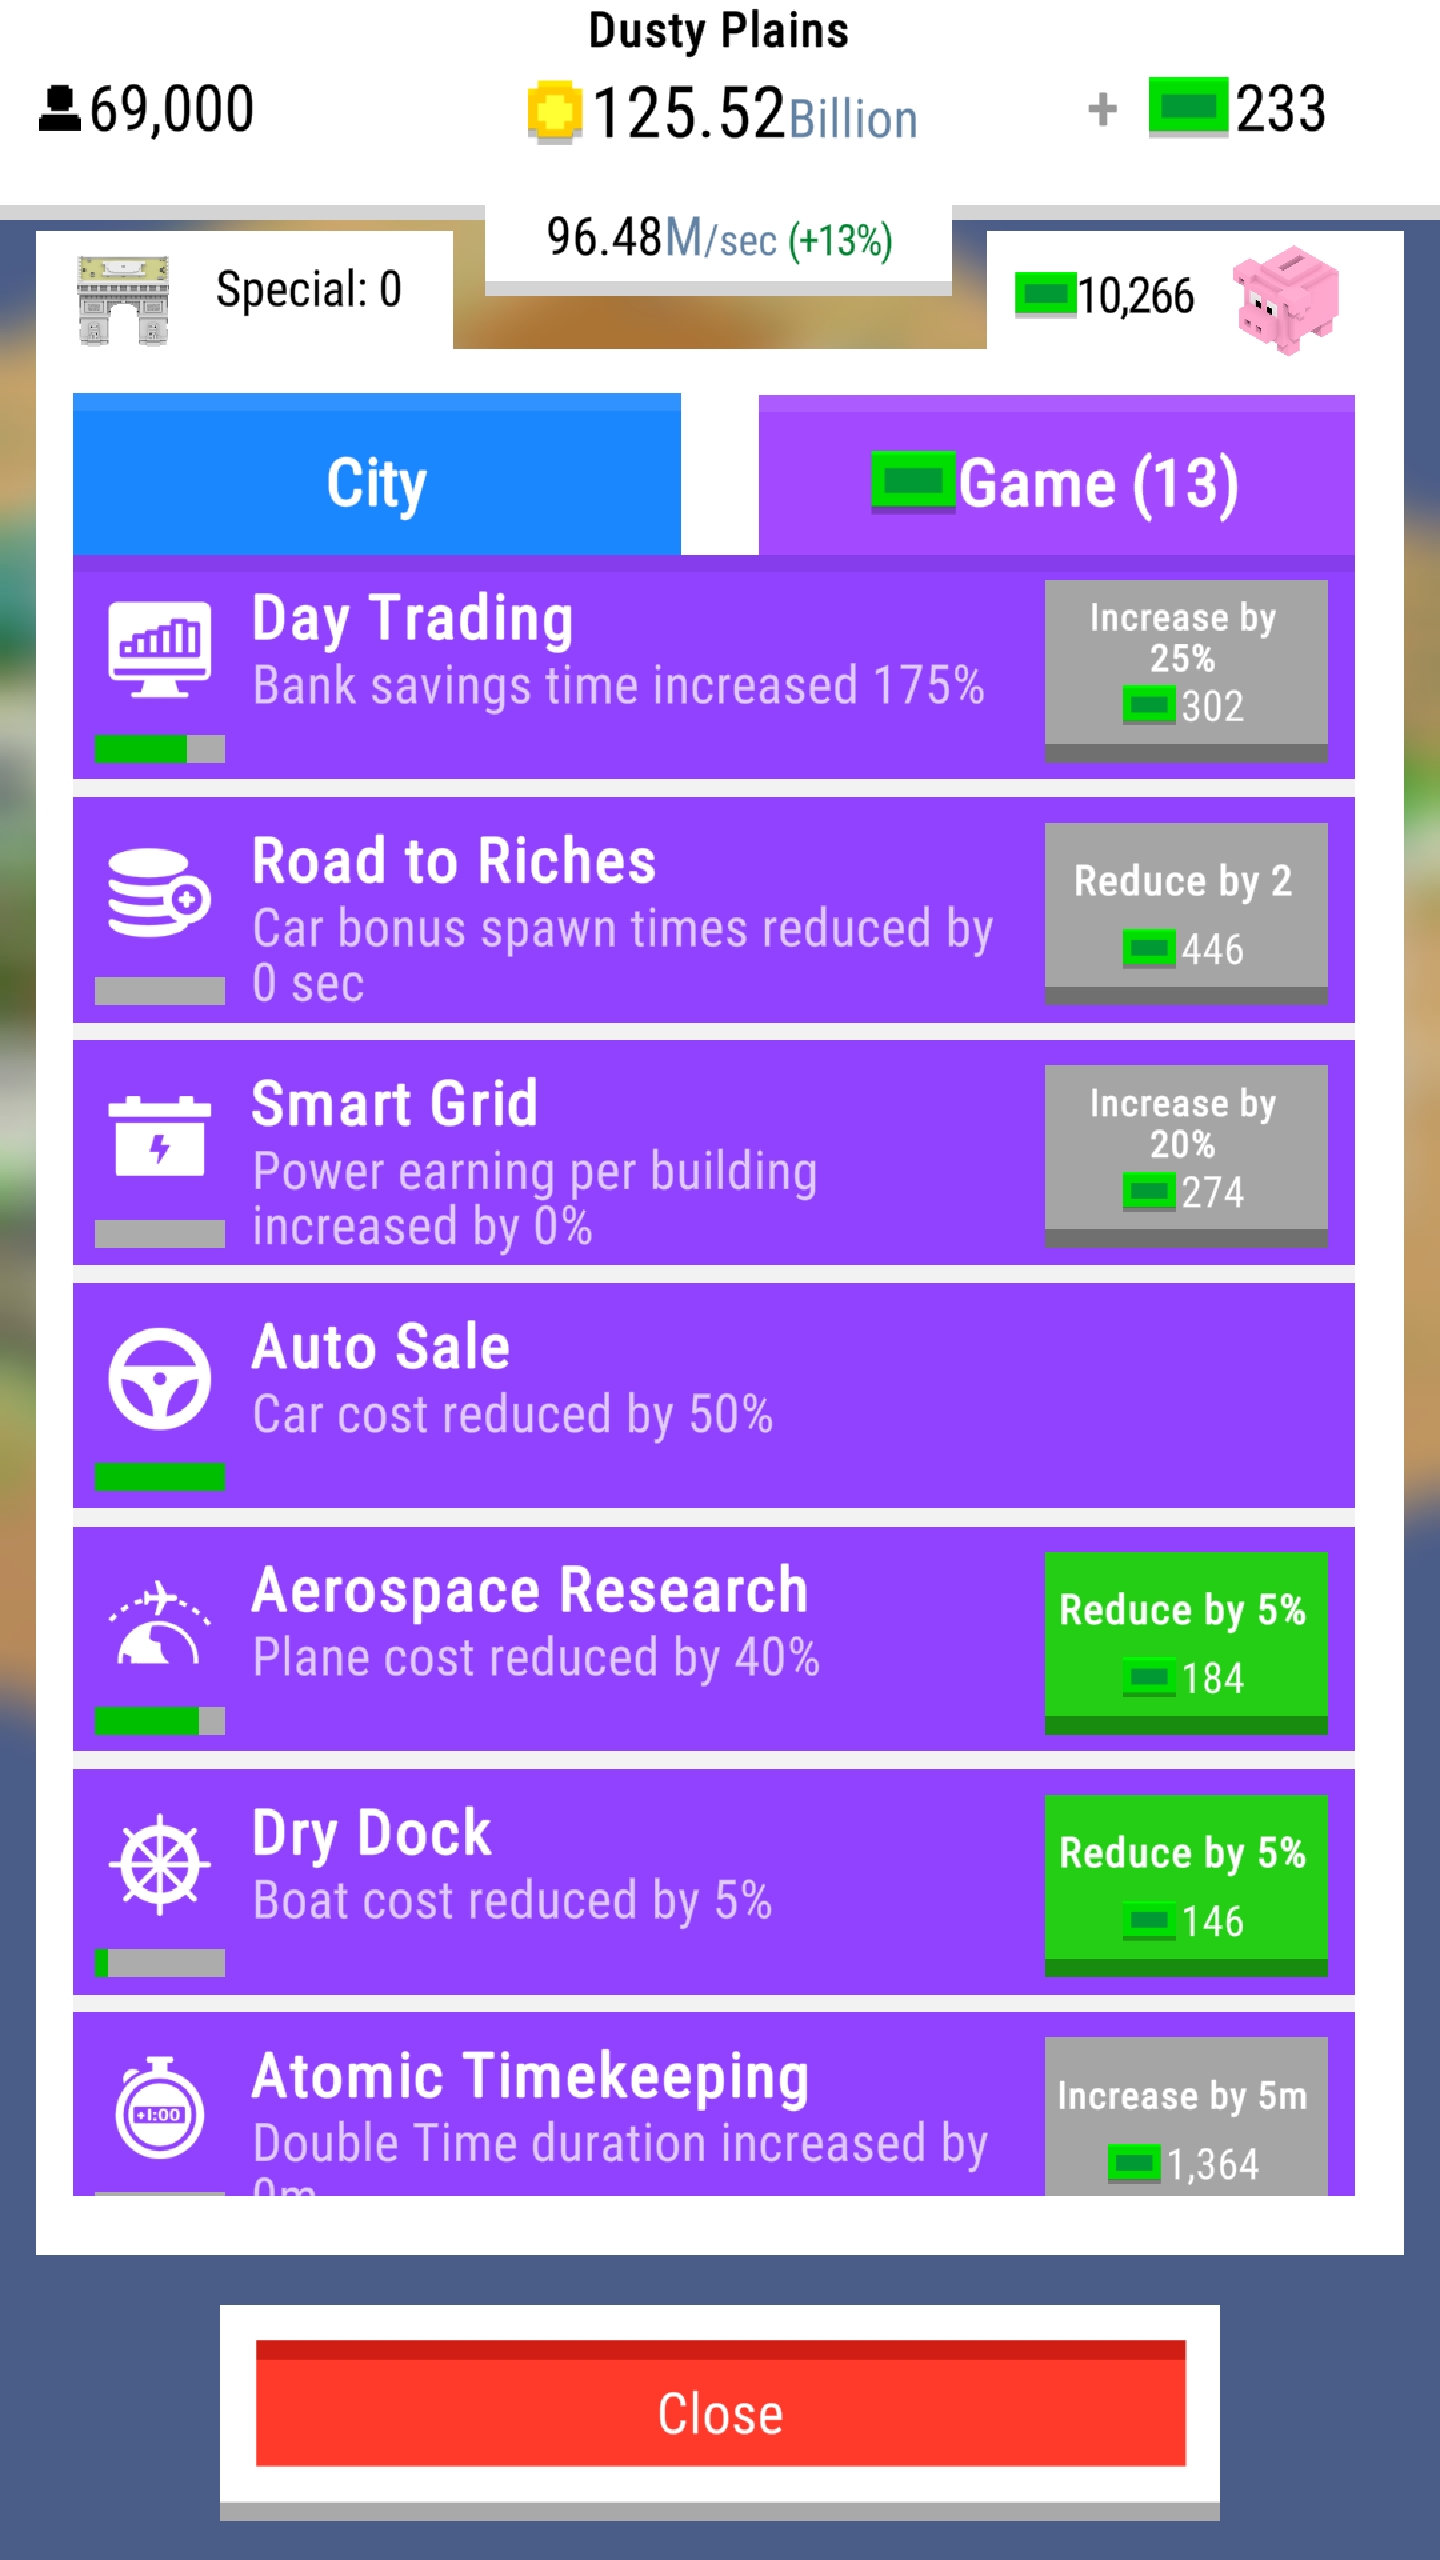 Dusty Plains
69,000
125.52Billion
+ 233
96.48M/sec (+13%)
Special: 0
10,266
City
Game (13)
Day Trading
Bank savings time increased 175%
Increase by
25%
302
Road to Riches
Car bonus spawn times reduced by
0 sec
Reduce by 2
446
Smart Grid
Power earning per building
increased by 0%
Increase by
20%
274
Auto Sale
Car cost reduced by 50%
Aerospace Research
Plane cost reduced by 40%
Reduce by 5%
184
Dry Dock
Boat cost reduced by 5%
Reduce by 5%
146
+1:00
Atomic Timekeeping
Double Time duration increased by
0m
Increase by 5m
1,364
Close